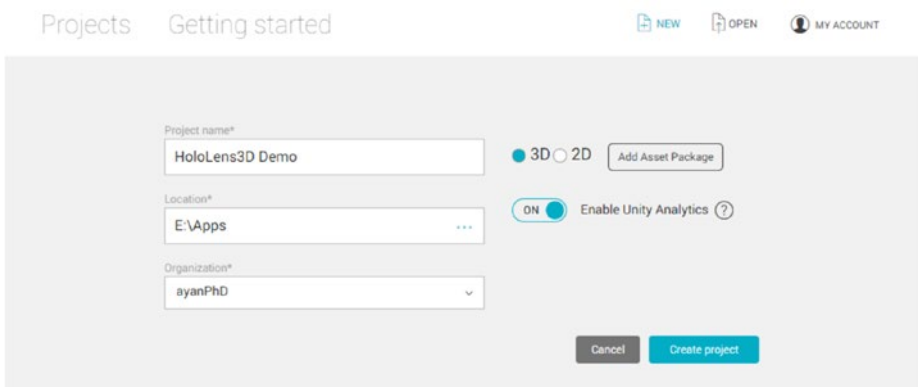 Projects Getting started NEW OPEN MY ACCOUNT
Project name*
HoloLens3D Demo
3D 2D Add Asset Package
Location*
E:\Apps ...
ON Enable Unity Analytics ?
Organization*
ayanPhD
Cancel Create project